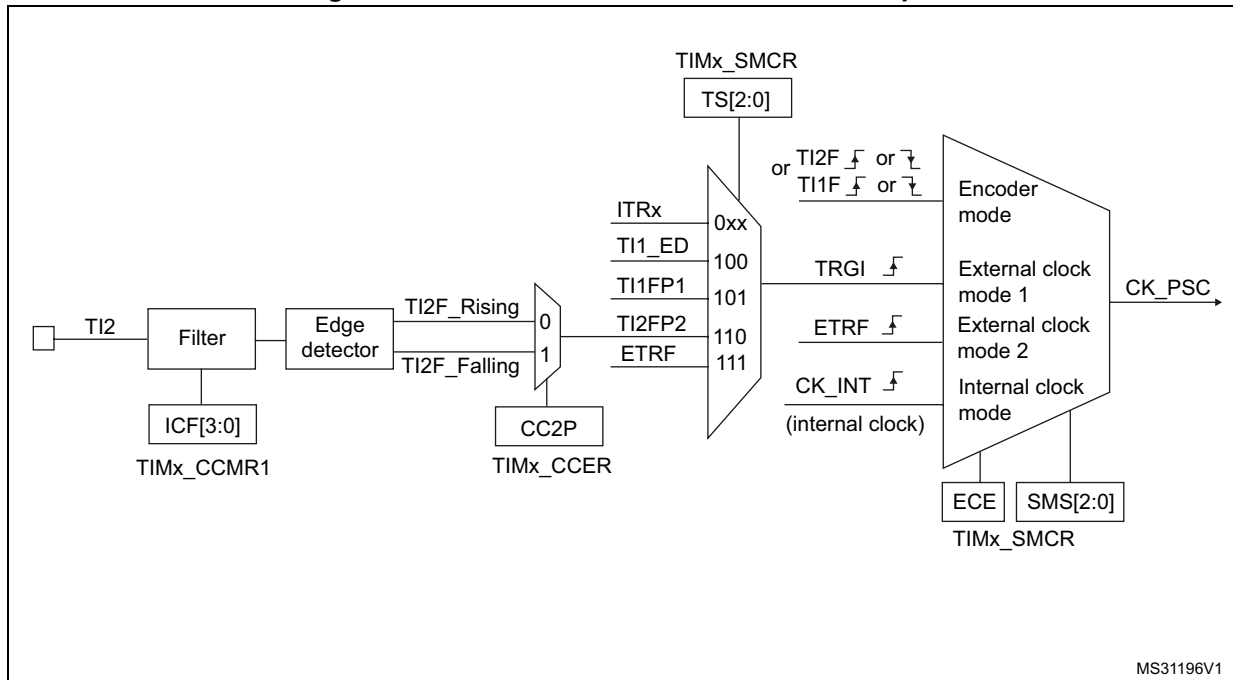 TIMx_SMCR
TS[2:0]
or TI2F or
TI1F or
Encoder
mode
ITRx
0xx
TI1_ED
100
TRGI
External clock
mode 1
CK_PSC
TI1FP1
101
TI2F_Rising
0
TI2
Filter
Edge
detector
TI2FP2
110
ETRF
External clock
mode 2
TI2F_Falling
1
ETRF
111
CK_INT
(internal clock)
Internal clock
mode
ICF[3:0]
TIMx_CCMR1
CC2P
TIMx_CCER
ECE
SMS[2:0]
TIMx_SMCR
MS31196V1